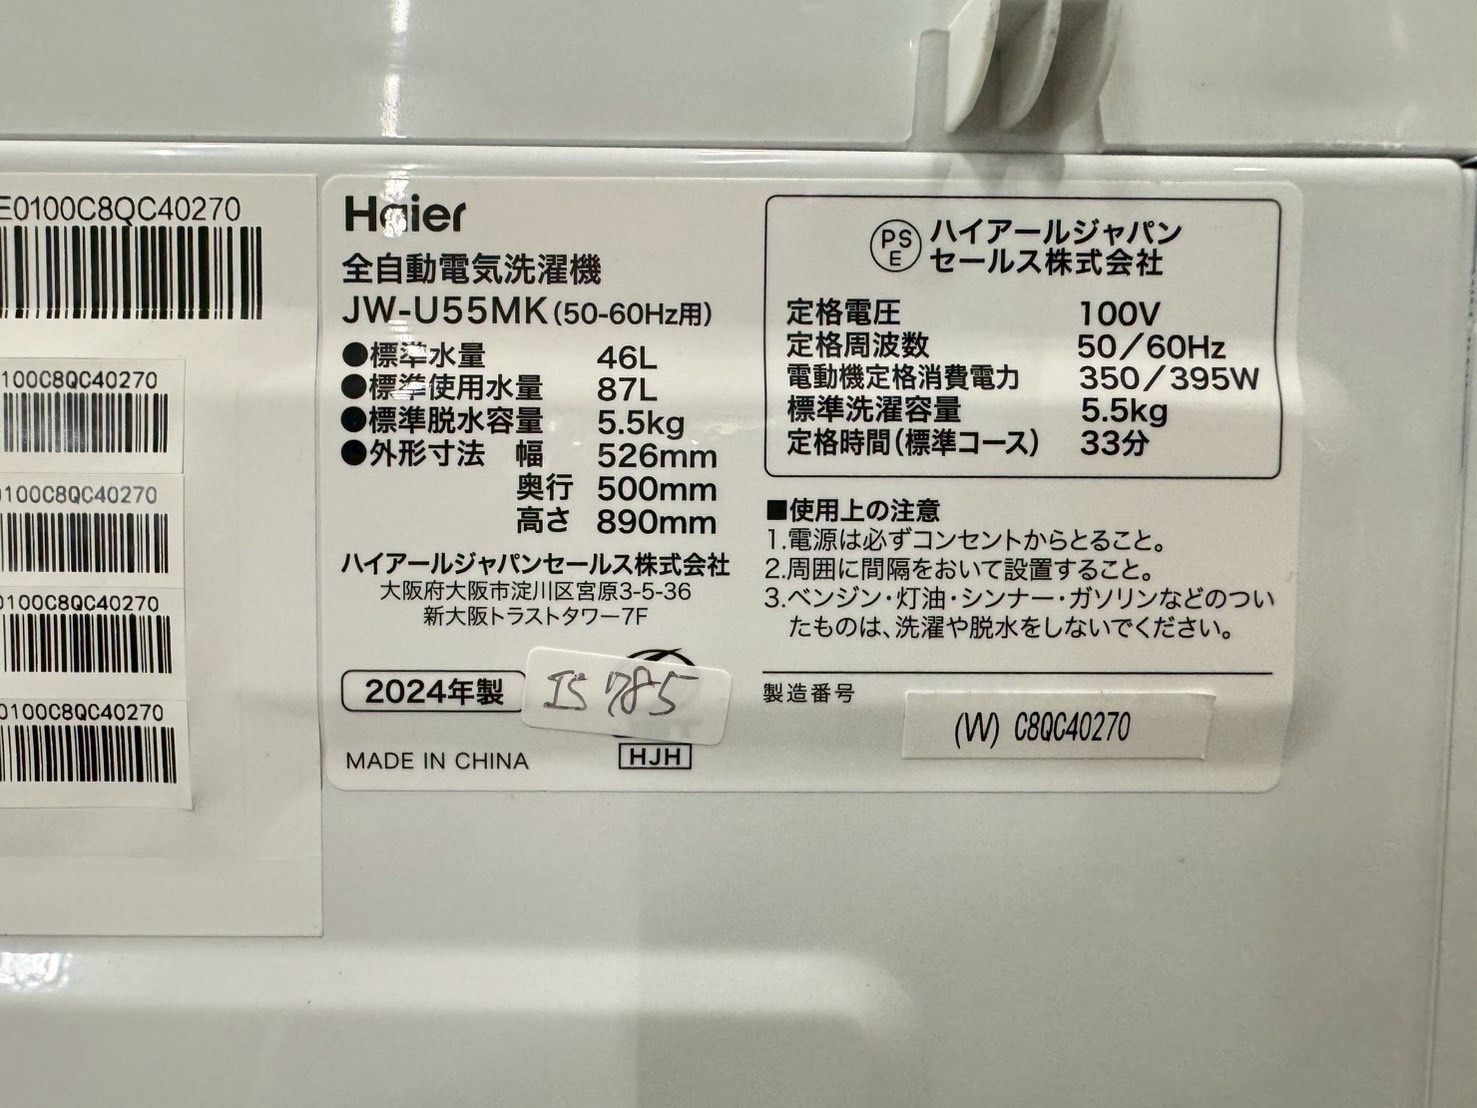 E0100C8QC40270
100C8QC40270
0100C8QC40270
0100C8QC40270
0100C8QC40270
Haier
全自動電気洗濯機
JW-U55MK(50-60Hz用)
●標準水量 46L
●標準使用水量 87L
●標準脱水容量 5.5kg
●外形寸法 幅 526mm
奥行 500mm
高さ 890mm
ハイアールジャパンセールス株式会社
大阪府大阪市淀川区宮原3-5-36
新大阪トラストタワー7F
2024年製
IS 785
MADE IN CHINA
HJH
PS
E
ハイアールジャパン
セールス株式会社
定格電圧 100V
定格周波数 50/60Hz
電動機定格消費電力 350/395W
標準洗濯容量 5.5kg
定格時間(標準コース) 33分
■使用上の注意
1.電源は必ずコンセントからとること。
2.周囲に間隔をおいて設置すること。
3.ベンジン・灯油・シンナー・ガソリンなどのつい
たものは、洗濯や脱水をしないでください。
製造番号
(W) C8QC40270